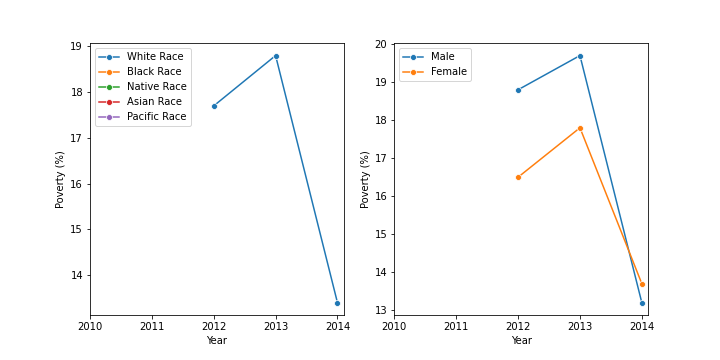 White Race
Black Race
Native Race
Asian Race
Pacific Race
19
18
17
16
15
14
Poverty (%)
2010 2011 2012 2013 2014
Year
Male
Female
20
19
18
17
16
15
14
13
Poverty (%)
2010 2011 2012 2013 2014
Year